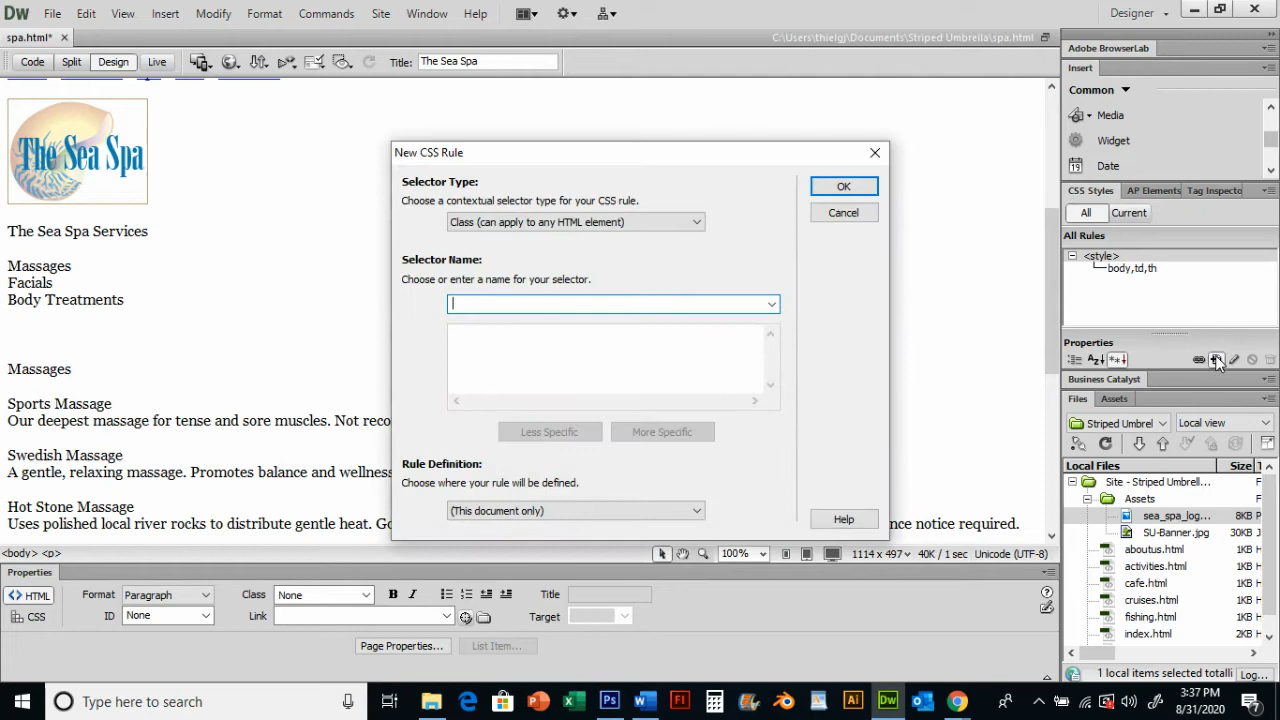 Dw File Edit View Insert Modify Format Commands Site Window Help Designer
spa.html* C:\Users\thielgj\Documents\Striped Umbrella\spa.html
Code Split Design Live Title: The Sea Spa
The Sea Spa
The Sea Spa Services
Massages
Facials
Body Treatments
Massages
Sports Massage
Our deepest massage for tense and sore muscles. Not reco
Swedish Massage
A gentle, relaxing massage. Promotes balance and wellness
Hot Stone Massage
Uses polished local river rocks to distribute gentle heat. Go
ance notice required.
New CSS Rule
Selector Type:
Choose a contextual selector type for your CSS rule.
Class (can apply to any HTML element)
Selector Name:
Choose or enter a name for your selector.
Less Specific More Specific
Rule Definition:
Choose where your rule will be defined.
(This document only)
OK
Cancel
Help
Adobe BrowserLab
Insert
Common
Media
Widget
19 Date
CSS Styles AP Elements Tag Inspecto
All Current
All Rules
<style>
body,td,th
Properties
Business Catalyst
Files Assets
Striped Umbrel Local view
Local Files Size
Site - Striped Umbrell... F
Assets F
sea_spa_log... 8KB P
SU-Banner.jpg 30KB J
aboutus.html 1KB H
activities.html 1KB H
cafe.html 1KB H
cruises.html 1KB H
fishing.html 1KB H
index.html 2KB H
1 local items selected totalli Log...
<body> <p> 100% 1114 x 497 40K / 1 sec Unicode (UTF-8)
Properties
<> HTML Format Paragraph Class None B I Title
CSS ID None Link Target
Page Properties... List Item...
Type here to search
Ps Ai Dw
3:37 PM
8/31/2020
7